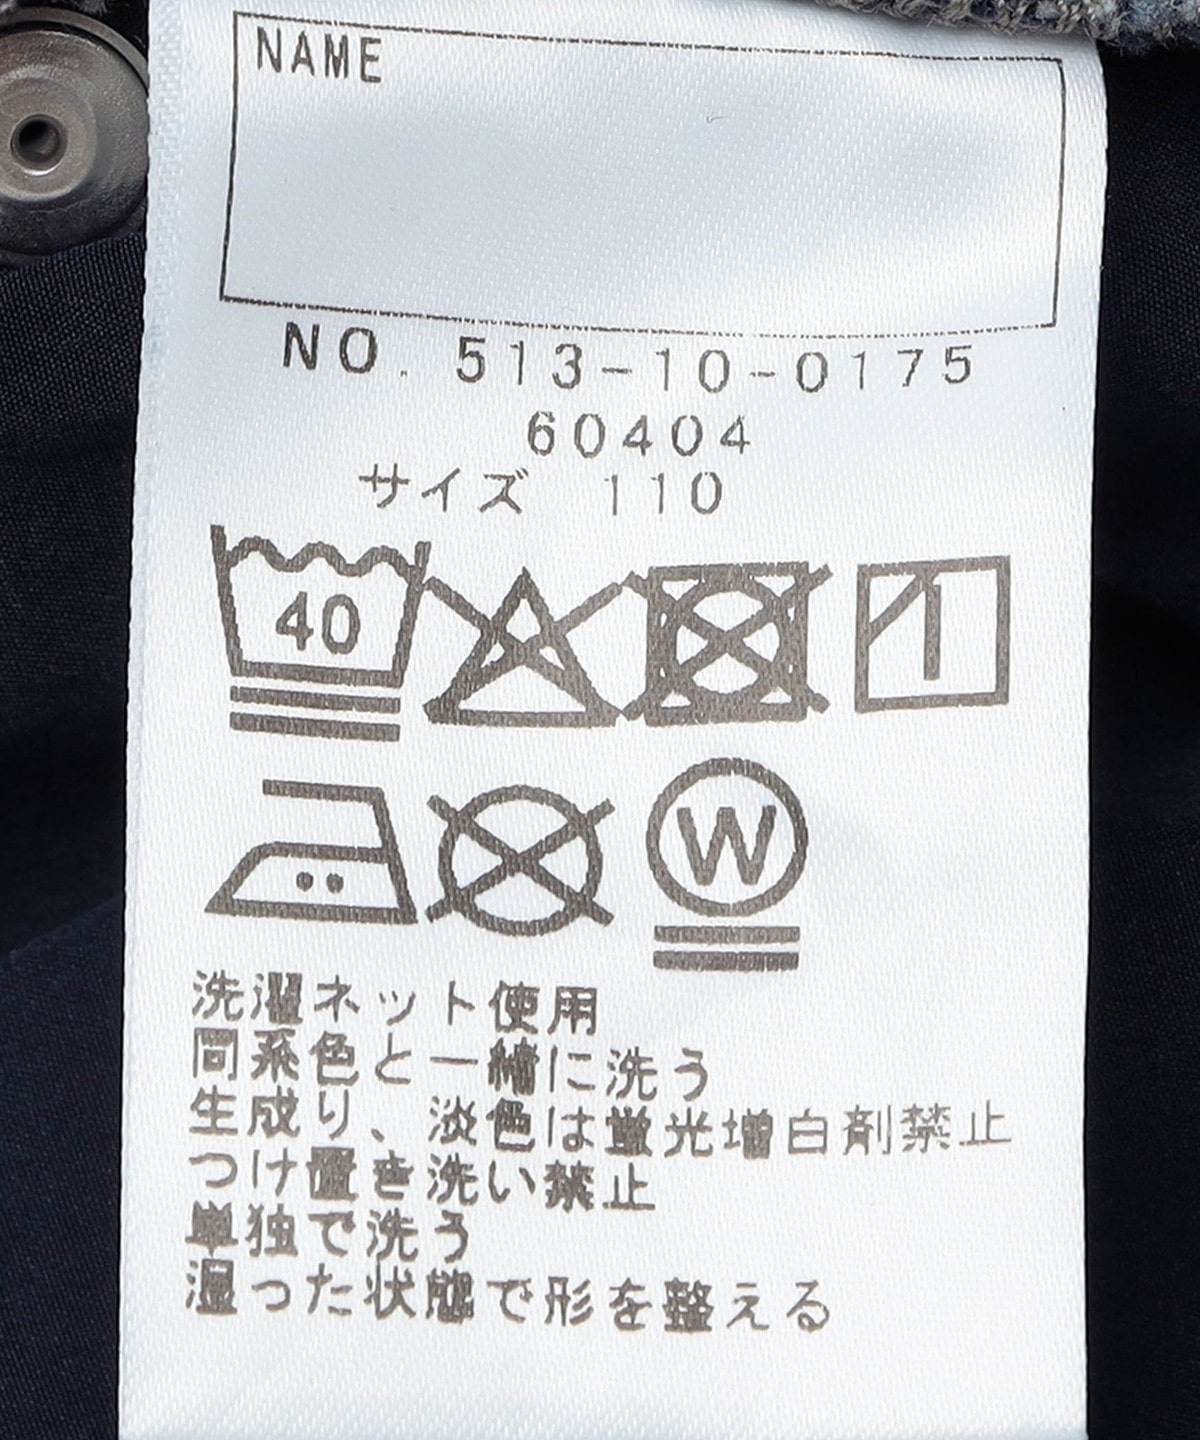 NAME
NO. 513-10-0175
60404
サイズ 110
40
W
洗濯ネット使用
同系色と一緒に洗う
生成り、淡色は蛍光増白剤禁止
つけ置き洗い禁止
単独で洗う
湿った状態で形を整える